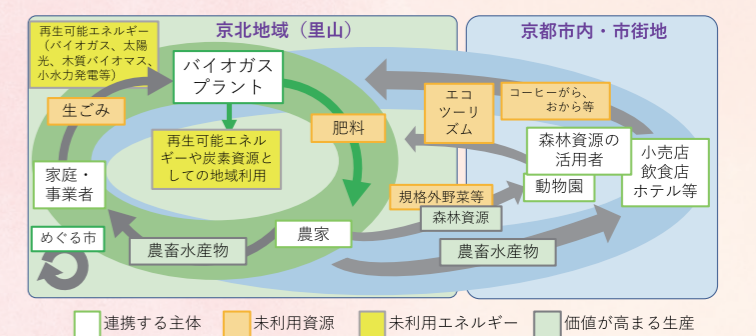 京北地域（里山）
京都市内・市街地
再生可能エネルギー
（バイオガス、太陽
光、木質バイオマス、
小水力発電等）
バイオガス
プラント
生ごみ
肥料
エコ
ツーリ
ズム
コーヒーがら、
おから等
再生可能エネル
ギーや炭素資源と
しての地域利用
森林資源の
活用者
小売店
飲食店
ホテル等
家庭・
事業者
動物園
規格外野菜等
森林資源
めぐる市
農家
農畜水産物
農畜水産物
連携する主体
未利用資源
未利用エネルギー
価値が高まる生産